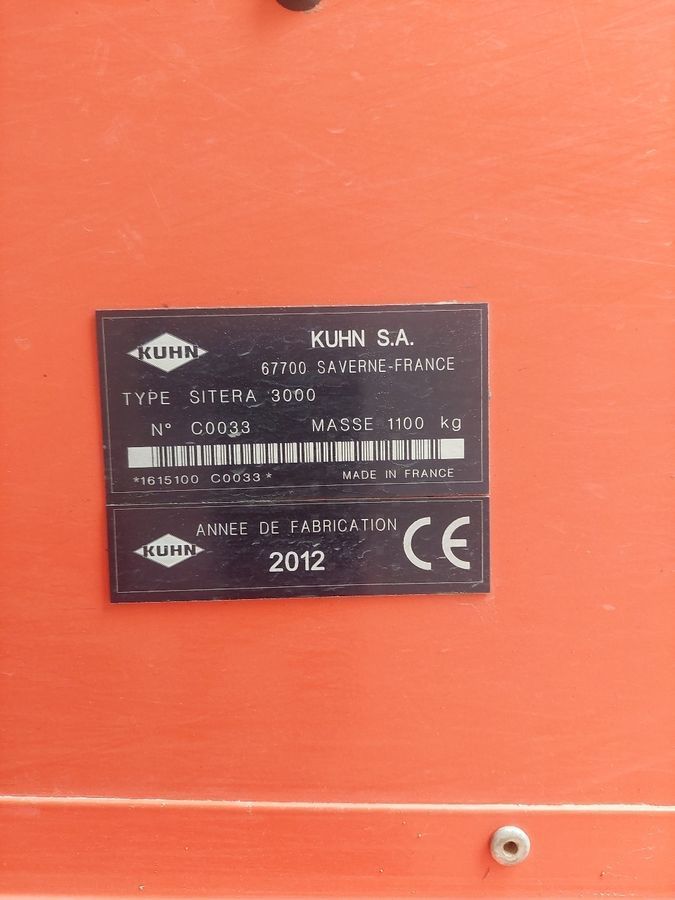 KUHN
KUHN S.A.
67700 SAVERNE-FRANCE
TYPE SITERA 3000
N° C0033 MASSE 1100 kg
*1615100 C0033* MADE IN FRANCE
KUHN
ANNEE DE FABRICATION
2012
CE